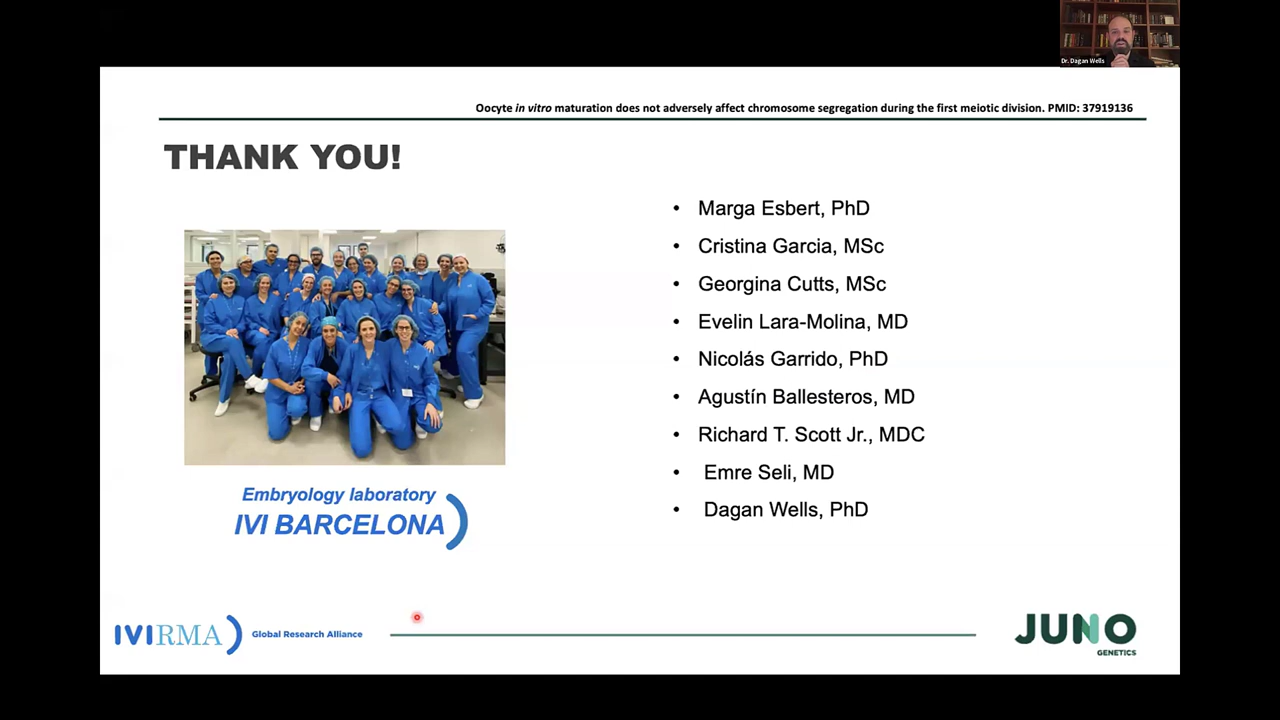 Dr. Dagan Wells
Oocyte in vitro maturation does not adversely affect chromosome segregation during the first meiotic division. PMID: 37919136
THANK YOU!
• Marga Esbert, PhD
• Cristina Garcia, MSc
• Georgina Cutts, MSc
• Evelin Lara-Molina, MD
• Nicolás Garrido, PhD
• Agustín Ballesteros, MD
• Richard T. Scott Jr., MDC
• Emre Seli, MD
• Dagan Wells, PhD
Embryology laboratory
IVI BARCELONA
IVIRMA Global Research Alliance
JUNO
GENETICS